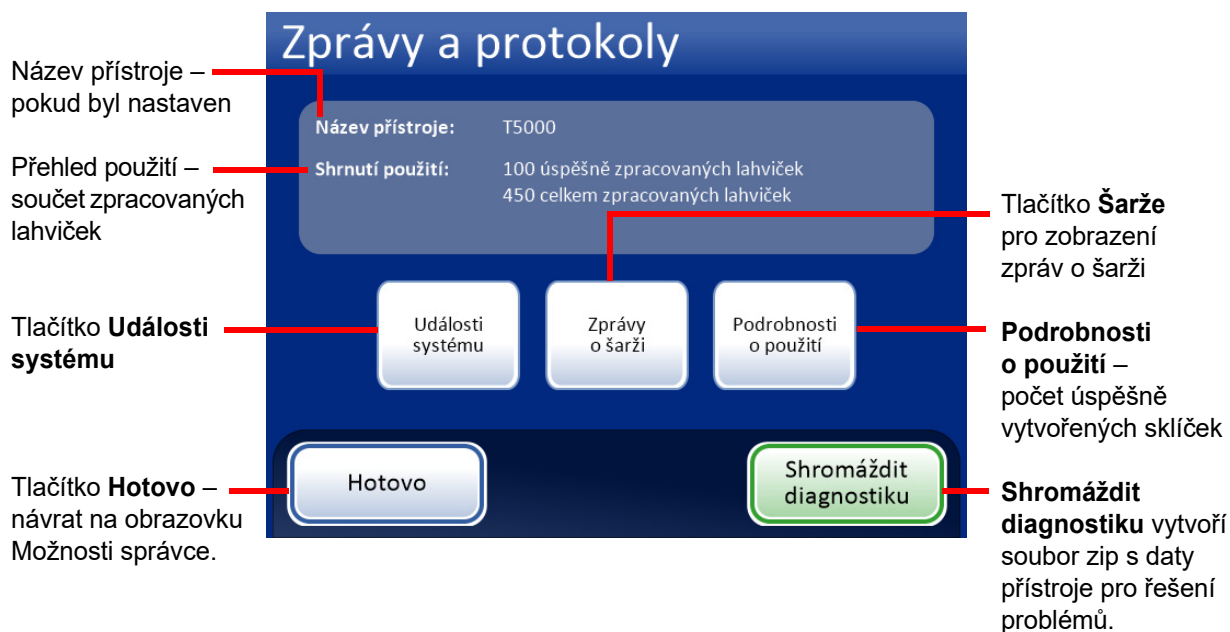 Zprávy a protokoly
Název přístroje –
pokud byl nastaven
Název přístroje: T5000
Přehled použití –
součet zpracovaných
lahviček
Shrnutí použití: 100 úspěšně zpracovaných lahviček
450 celkem zpracovaných lahviček
Tlačítko Šarže
pro zobrazení
zpráv o šarži
Tlačítko Události
systému
Události
systému
Zprávy
o šarži
Podrobnosti
o použití
Podrobnosti
o použití –
počet úspěšně
vytvořených sklíček
Tlačítko Hotovo –
návrat na obrazovku
Možnosti správce.
Hotovo
Shromáždit
diagnostiku
Shromáždit
diagnostiku vytvoří
soubor zip s daty
přístroje pro řešení
problémů.